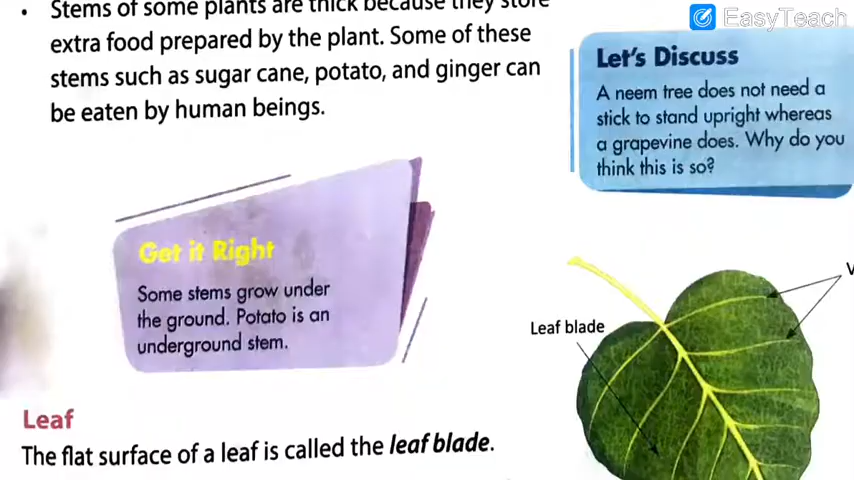 • Stems of some plants are thick because they store
extra food prepared by the plant. Some of these
stems such as sugar cane, potato, and ginger can
be eaten by human beings.
EasyTeach
Let's Discuss
A neem tree does not need a
stick to stand upright whereas
a grapevine does. Why do you
think this is so?
Get it Right
Some stems grow under
the ground. Potato is an
underground stem.
Leaf blade
Leaf
The flat surface of a leaf is called the leaf blade.